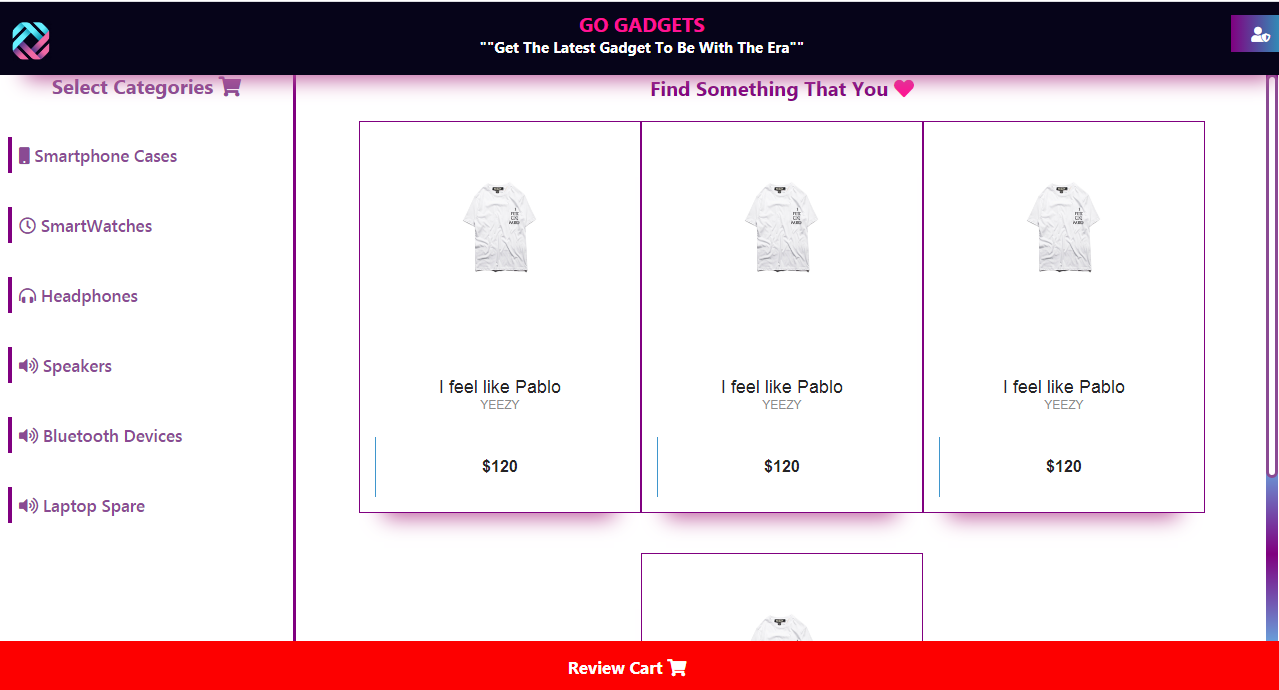 GO GADGETS
""Get The Latest Gadget To Be With The Era""
Select Categories
Smartphone Cases
SmartWatches
Headphones
Speakers
Bluetooth Devices
Laptop Spare
Find Something That You
I feel like Pablo
YEEZY
$120
I feel like Pablo
YEEZY
$120
I feel like Pablo
YEEZY
$120
Review Cart